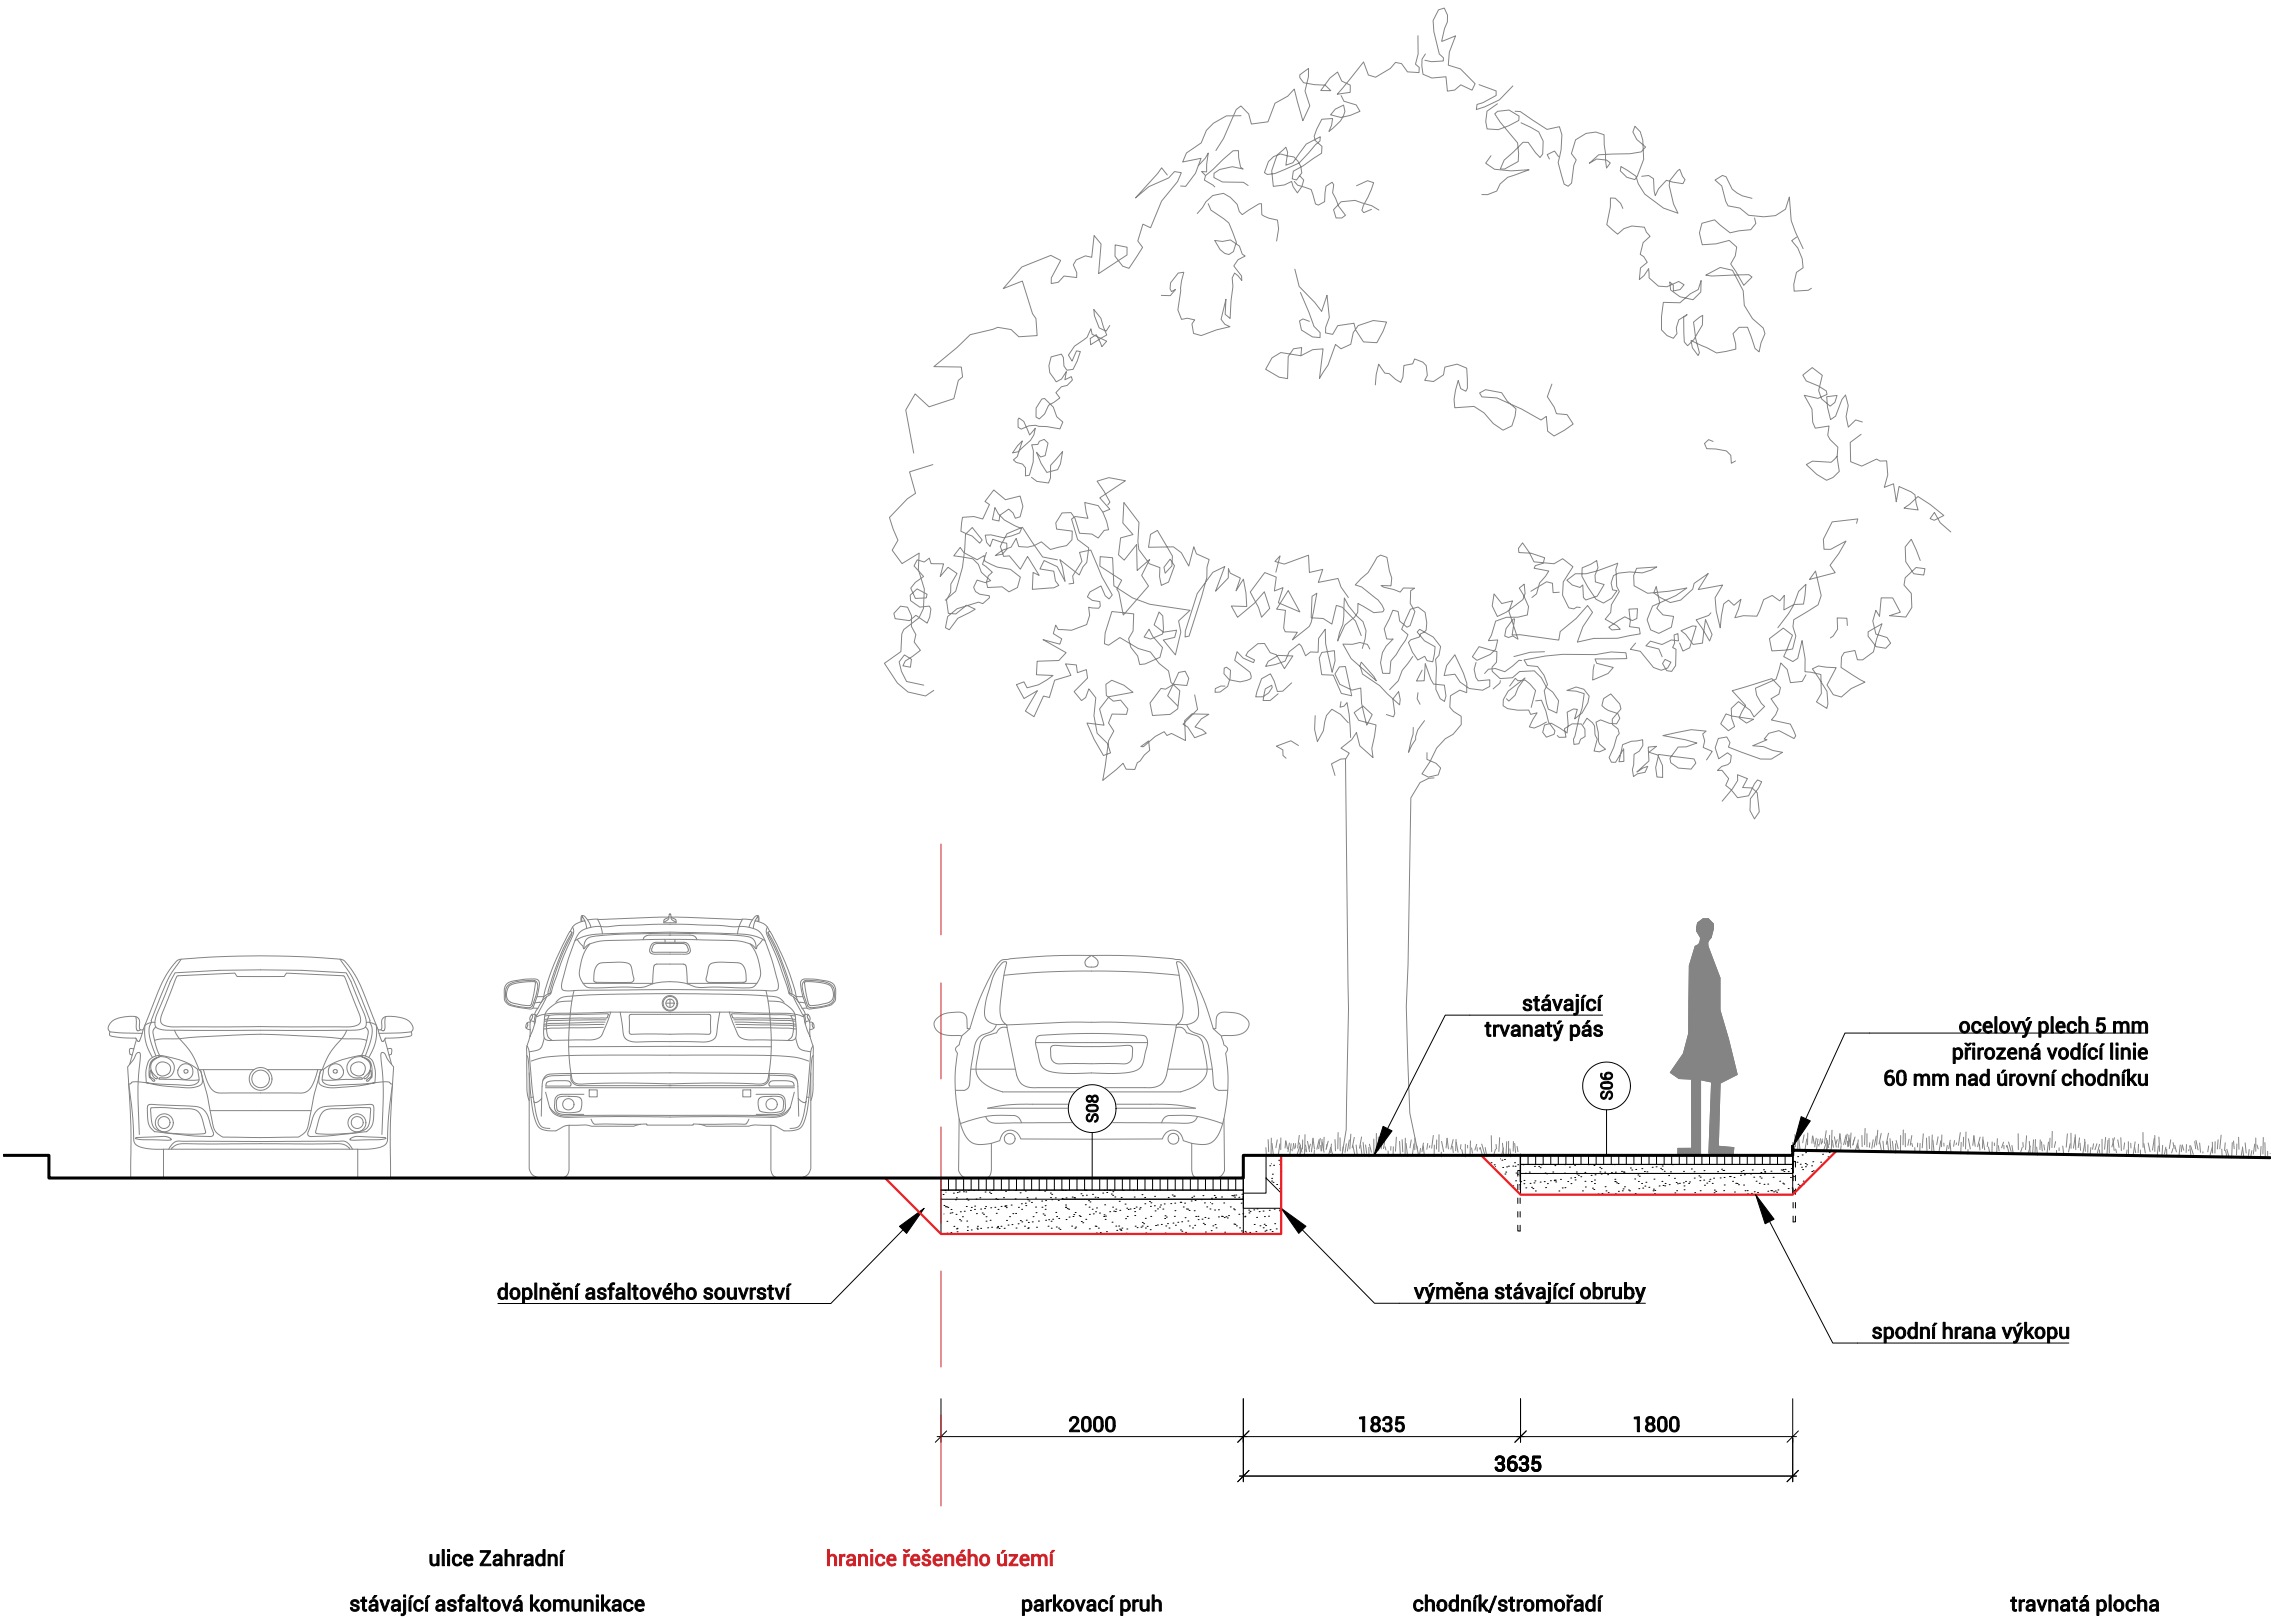 stávající
trvanatý pás
ocelový plech 5 mm
přirozená vodící linie
60 mm nad úrovní chodníku
S06
S08
doplnění asfaltového souvrství
výměna stávající obruby
spodní hrana výkopu
2000
1835
1800
3635
ulice Zahradní
hranice řešeného území
stávající asfaltová komunikace
parkovací pruh
chodník/stromořadí
travnatá plocha